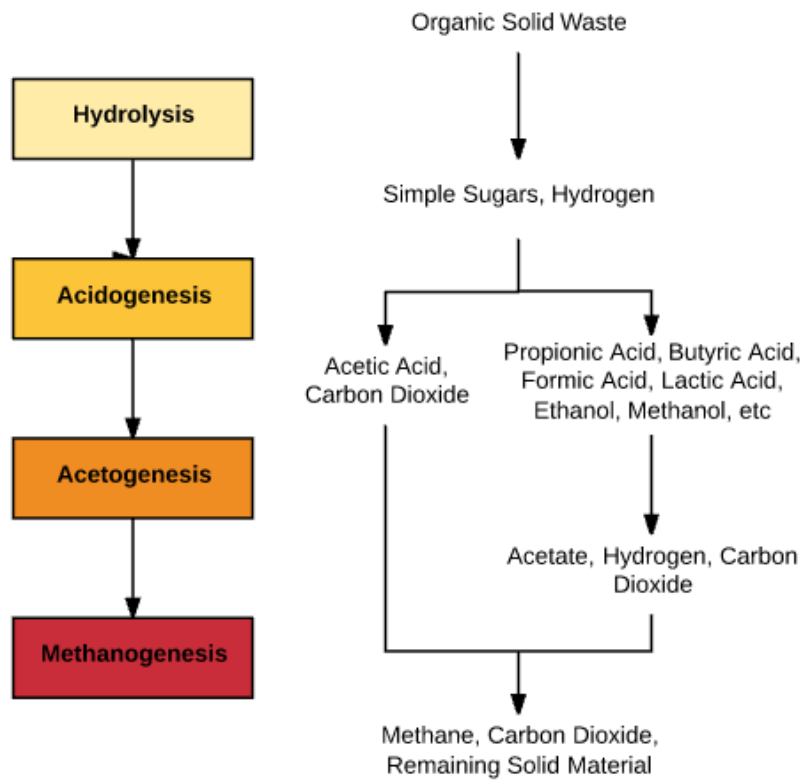 Organic Solid Waste
Hydrolysis
Simple Sugars, Hydrogen
Acidogenesis
Acetic Acid,
Carbon Dioxide
Propionic Acid, Butyric Acid,
Formic Acid, Lactic Acid,
Ethanol, Methanol, etc
Acetogenesis
Acetate, Hydrogen, Carbon
Dioxide
Methanogenesis
Methane, Carbon Dioxide,
Remaining Solid Material